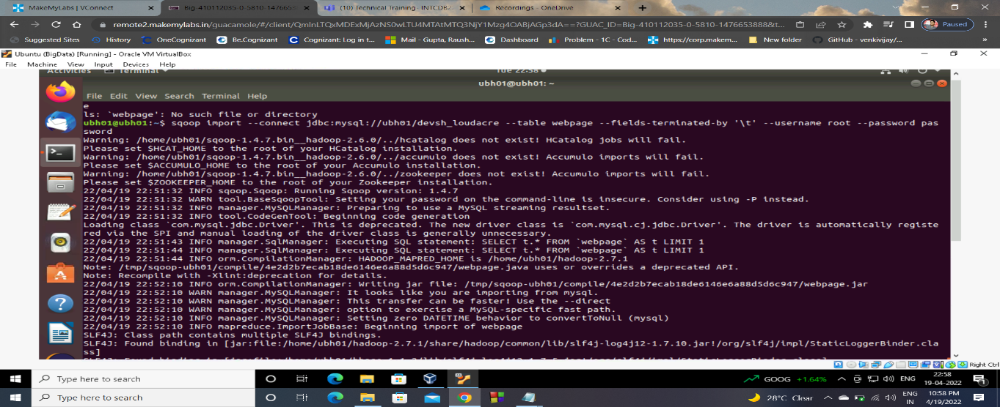 MakeMyLabs | VConnect
Big-410112035-0-5810-14766538
(10) Technical Training- INTCDB2
Recordings - OneDrive
remote2.makemylabs.in/guacamole/#/client/QmInLTQxMDExMjAzNS0wLTU4MTAtMTQ3NjY1Mzg4OABjAGp3dA==?GUAC_ID=Big-410112035-0-5810-1476653888&t...
Paused
Suggested Sites
History
OneCognizant
Be.Cognizant
Cognizant: Log in t...
Mail - Gupta, Raush...
Dashboard
Problem - 1C - Cod...
https://corp.makem...
New folder
GitHub - venkivijay/...
»
Ubuntu (BigData) [Running] - Oracle VM VirtualBox
File Machine View Input Devices Help
Activities Terminal Tue 22:58
ubh01@ubh01: ~
File Edit View Search Terminal Help
e
ls: `webpage': No such file or directory
ubh01@ubh01:~$ sqoop import --connect jdbc:mysql://ubh01/devsh_loudacre --table webpage --fields-terminated-by '\t' --username root --password pas
sword
Warning: /home/ubh01/sqoop-1.4.7.bin__hadoop-2.6.0/../hcatalog does not exist! HCatalog jobs will fail.
Please set $HCAT_HOME to the root of your HCatalog installation.
Warning: /home/ubh01/sqoop-1.4.7.bin__hadoop-2.6.0/../accumulo does not exist! Accumulo imports will fail.
Please set $ACCUMULO_HOME to the root of your Accumulo installation.
Warning: /home/ubh01/sqoop-1.4.7.bin__hadoop-2.6.0/../zookeeper does not exist! Accumulo imports will fail.
Please set $ZOOKEEPER_HOME to the root of your Zookeeper installation.
22/04/19 22:51:32 INFO sqoop.Sqoop: Running Sqoop version: 1.4.7
22/04/19 22:51:32 WARN tool.BaseSqoopTool: Setting your password on the command-line is insecure. Consider using -P instead.
22/04/19 22:51:32 INFO manager.MySQLManager: Preparing to use a MySQL streaming resultset.
22/04/19 22:51:32 INFO tool.CodeGenTool: Beginning code generation
Loading class `com.mysql.jdbc.Driver'. This is deprecated. The new driver class is `com.mysql.cj.jdbc.Driver'. The driver is automatically registe
red via the SPI and manual loading of the driver class is generally unnecessary.
22/04/19 22:51:43 INFO manager.SqlManager: Executing SQL statement: SELECT t.* FROM `webpage` AS t LIMIT 1
22/04/19 22:51:44 INFO manager.SqlManager: Executing SQL statement: SELECT t.* FROM `webpage` AS t LIMIT 1
22/04/19 22:51:44 INFO orm.CompilationManager: HADOOP_MAPRED_HOME is /home/ubh01/hadoop-2.7.1
Note: /tmp/sqoop-ubh01/compile/4e2d2b7ecab18de6146e6a88d5d6c947/webpage.java uses or overrides a deprecated API.
Note: Recompile with -Xlint:deprecation for details.
22/04/19 22:52:10 INFO orm.CompilationManager: Writing jar file: /tmp/sqoop-ubh01/compile/4e2d2b7ecab18de6146e6a88d5d6c947/webpage.jar
22/04/19 22:52:10 WARN manager.MySQLManager: It looks like you are importing from mysql.
22/04/19 22:52:10 WARN manager.MySQLManager: This transfer can be faster! Use the --direct
22/04/19 22:52:10 WARN manager.MySQLManager: option to exercise a MySQL-specific fast path.
22/04/19 22:52:10 INFO manager.MySQLManager: Setting zero DATETIME behavior to convertToNull (mysql)
22/04/19 22:52:10 INFO mapreduce.ImportJobBase: Beginning import of webpage
SLF4J: Class path contains multiple SLF4J bindings.
SLF4J: Found binding in [jar:file:/home/ubh01/hadoop-2.7.1/share/hadoop/common/lib/slf4j-log4j12-1.7.10.jar!/org/slf4j/impl/StaticLoggerBinder.cla
ss]
Right Ctrl
Type here to search
GOOG +1.64%
ENG
22:58
19-04-2022
Type here to search
28°C Clear
ENG
IN
10:58 PM
4/19/2022